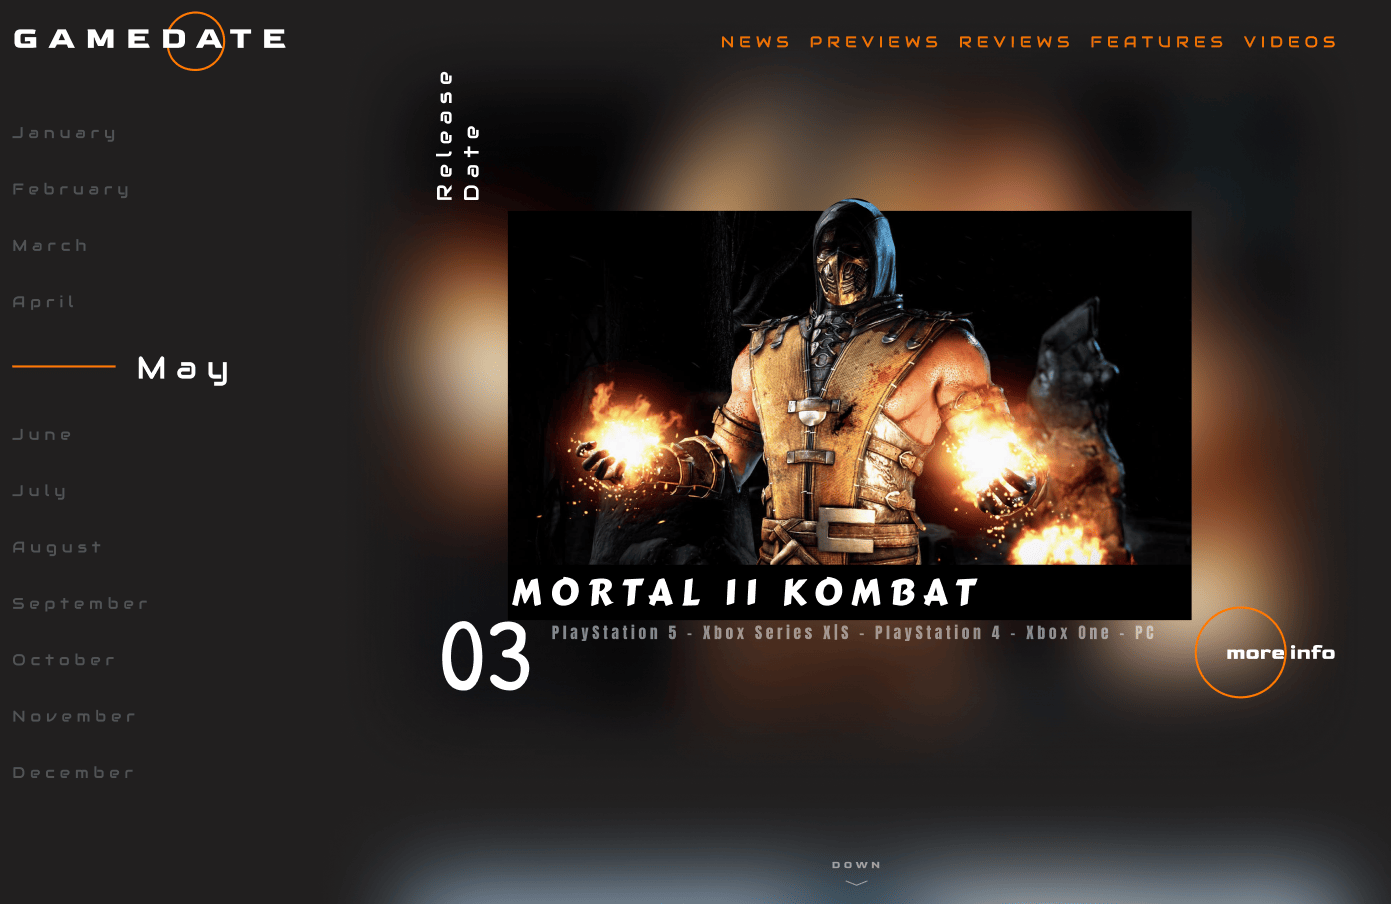 GAMEDATE
NEWS PREVIEWS REVIEWS FEATURES VIDEOS
January
February
March
April
May
June
July
August
September
October
November
December
Release
Date
MORTAL II KOMBAT
03
PlayStation 5 - Xbox Series X|S - PlayStation 4 - Xbox One - PC
more info
DOWN